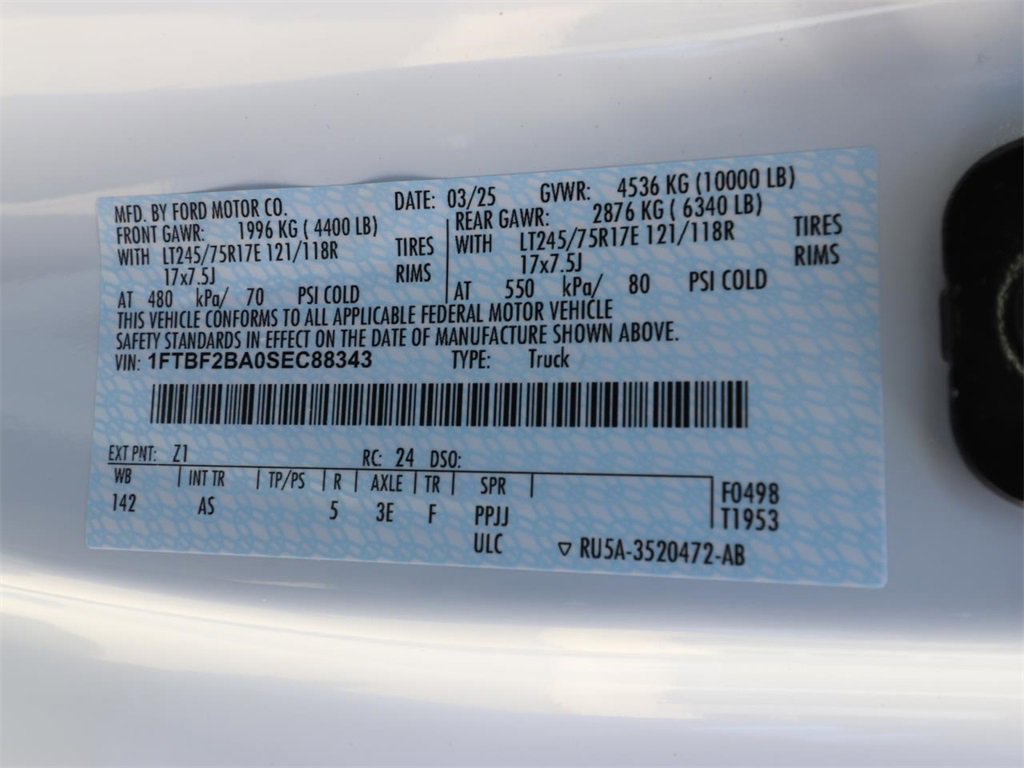 MFD. BY FORD MOTOR CO. DATE: 03/25 GVWR: 4536 KG (10000 LB)
FRONT GAWR: 1996 KG ( 4400 LB) REAR GAWR: 2876 KG ( 6340 LB)
WITH LT245/75R17E 121/118R TIRES WITH LT245/75R17E 121/118R TIRES
17x7.5J RIMS 17x7.5J RIMS
AT 480 kPa/ 70 PSI COLD AT 550 kPa/ 80 PSI COLD
THIS VEHICLE CONFORMS TO ALL APPLICABLE FEDERAL MOTOR VEHICLE
SAFETY STANDARDS IN EFFECT ON THE DATE OF MANUFACTURE SHOWN ABOVE.
VIN: 1FTBF2BA0SEC88343 TYPE: Truck
EXT PNT: Z1 RC: 24 DSO:
WB INT TR TP/PS R AXLE TR SPR F0498
142 AS 5 3E F PPJJ T1953
ULC ▽ RU5A-3520472-AB